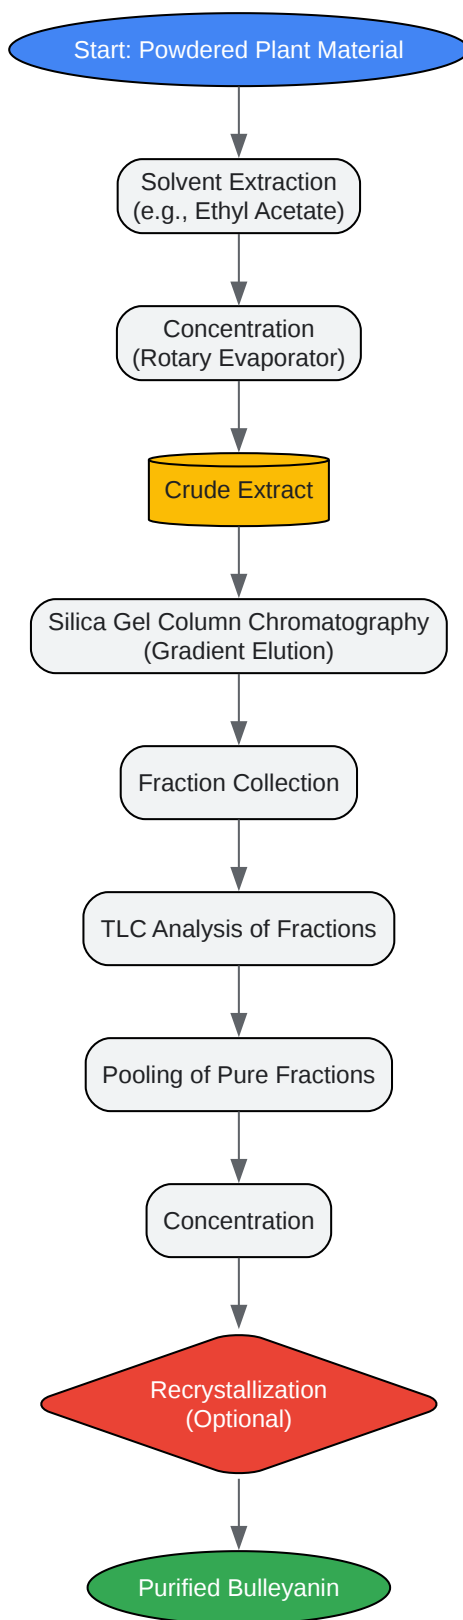 Start: Powdered Plant Material
Solvent Extraction
(e.g., Ethyl Acetate)
Concentration
(Rotary Evaporator)
Crude Extract
Silica Gel Column Chromatography
(Gradient Elution)
Fraction Collection
TLC Analysis of Fractions
Pooling of Pure Fractions
Concentration
Recrystallization
(Optional)
Purified Bulleyanin